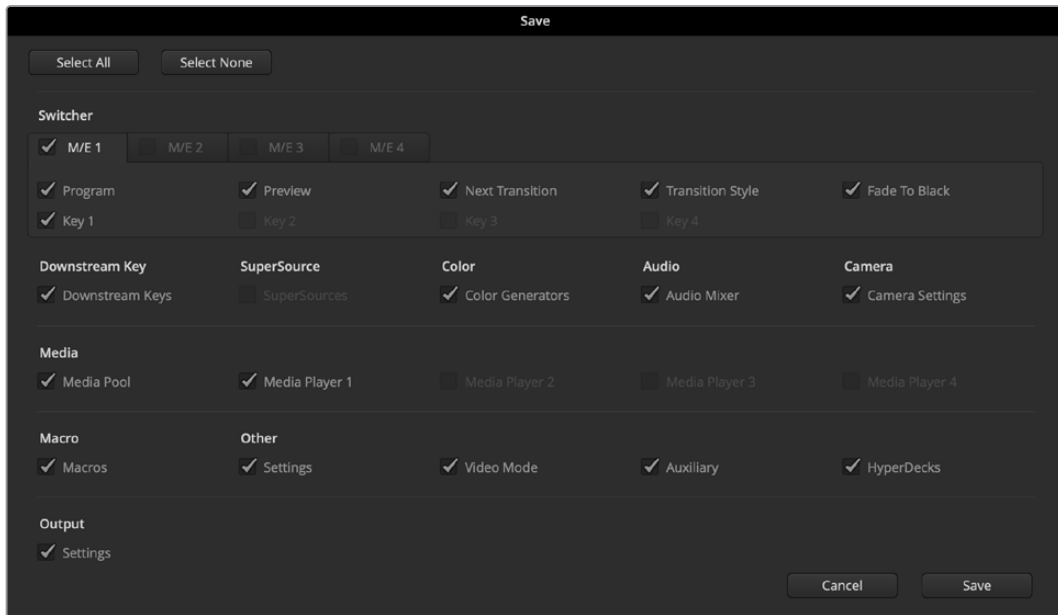 Save
Select All Select None
Switcher
M/E 1 M/E 2 M/E 3 M/E 4
Program Preview Next Transition Transition Style Fade To Black
Key 1 Key 2 Key 3 Key 4
Downstream Key SuperSource Color Audio Camera
Downstream Keys SuperSources Color Generators Audio Mixer Camera Settings
Media
Media Pool Media Player 1 Media Player 2 Media Player 3 Media Player 4
Macro Other
Macros Settings Video Mode Auxiliary HyperDecks
Output
Settings
Cancel Save